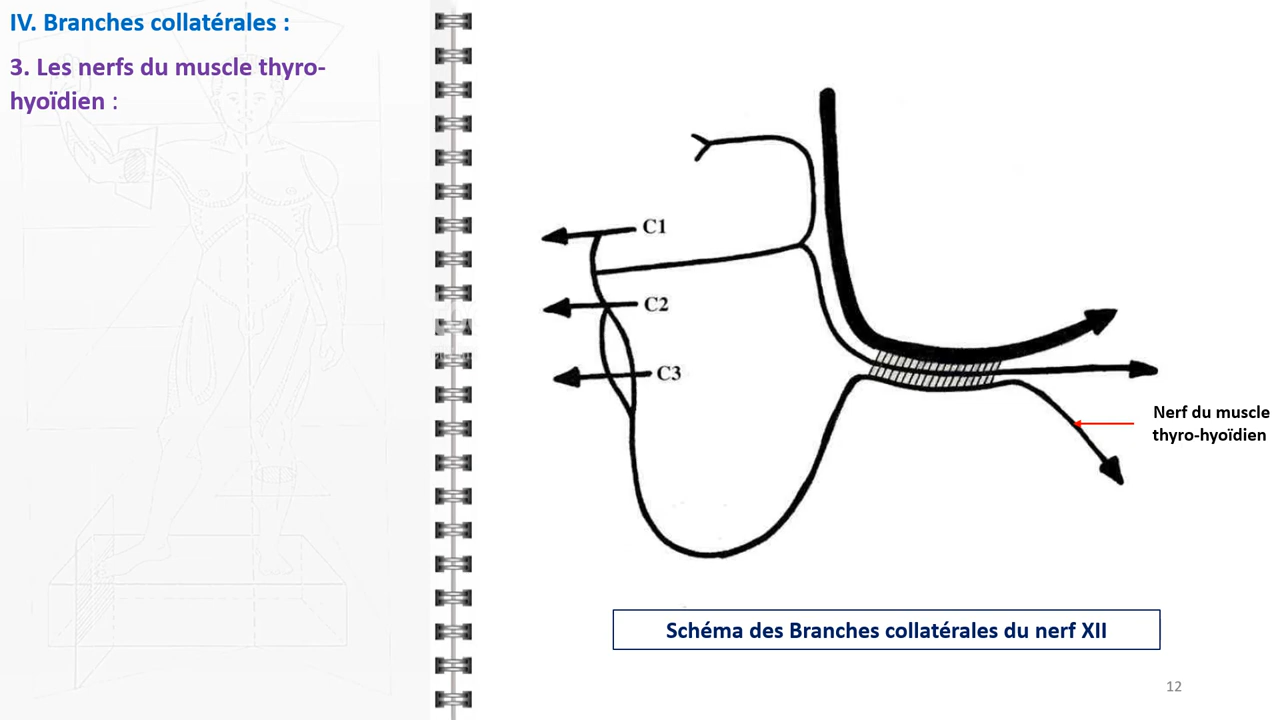 IV. Branches collatérales :
3. Les nerfs du muscle thyro-
hyoïdien :
C1
C2
C3
Nerf du muscle
thyro-hyoïdien
Schéma des Branches collatérales du nerf XII
12